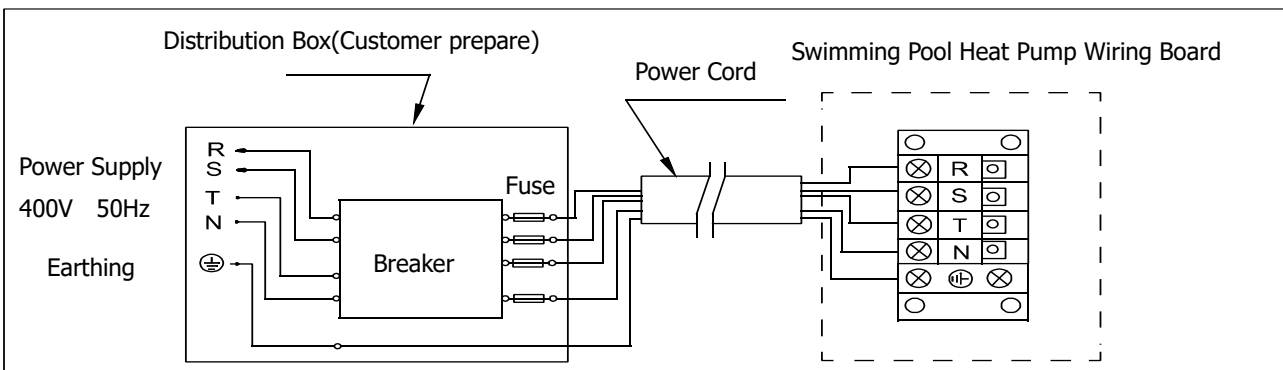 Distribution Box(Customer prepare)
Swimming Pool Heat Pump Wiring Board
Power Cord
Power Supply
400V 50Hz
Earthing
R
S
T
N
Breaker
Fuse
R
S
T
N